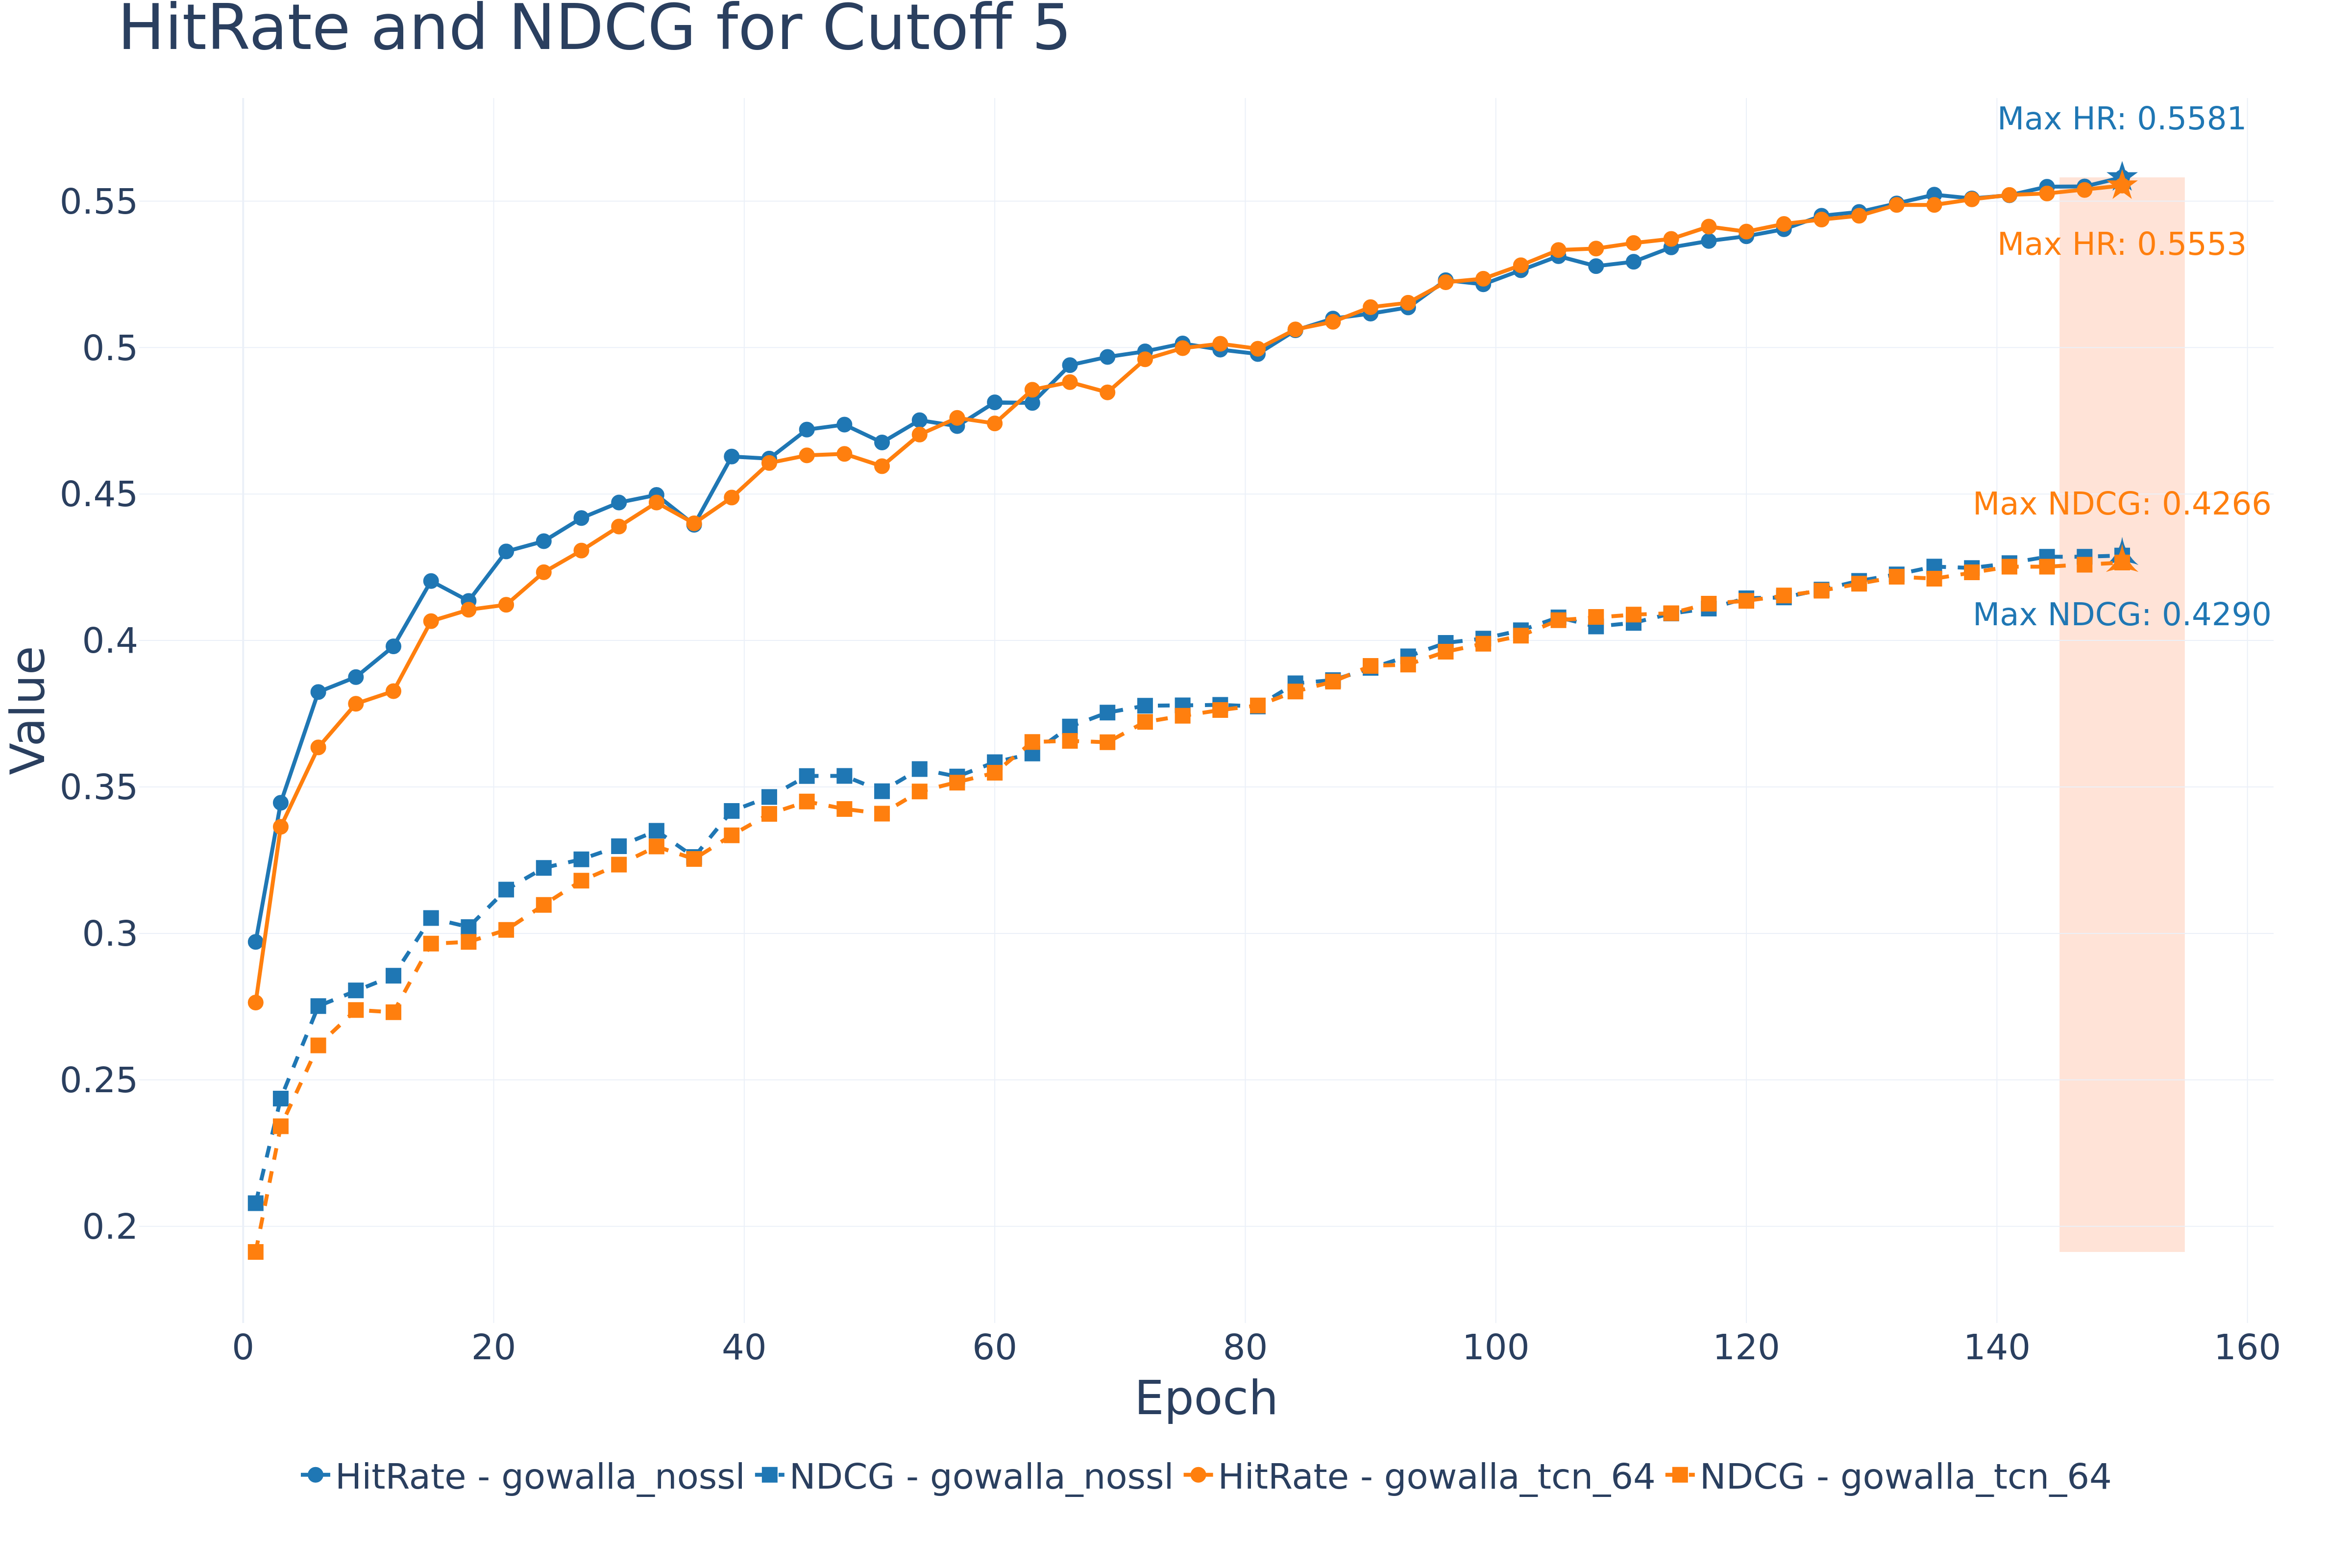 HitRate and NDCG for Cutoff 5
Max HR: 0.5581
Max HR: 0.5553
Max NDCG: 0.4266
Max NDCG: 0.4290
Value
0.55
0.5
0.45
0.4
0.35
0.3
0.25
0.2
0 20 40 60 80 100 120 140 160
Epoch
HitRate - gowalla_nossl NDCG - gowalla_nossl HitRate - gowalla_tcn_64 NDCG - gowalla_tcn_64